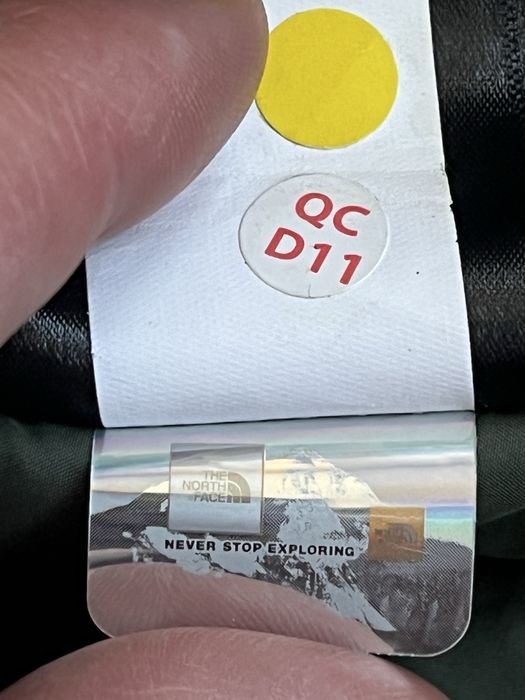 QC
D11
THE
NORTH
FACE
NEVER STOP EXPLORING